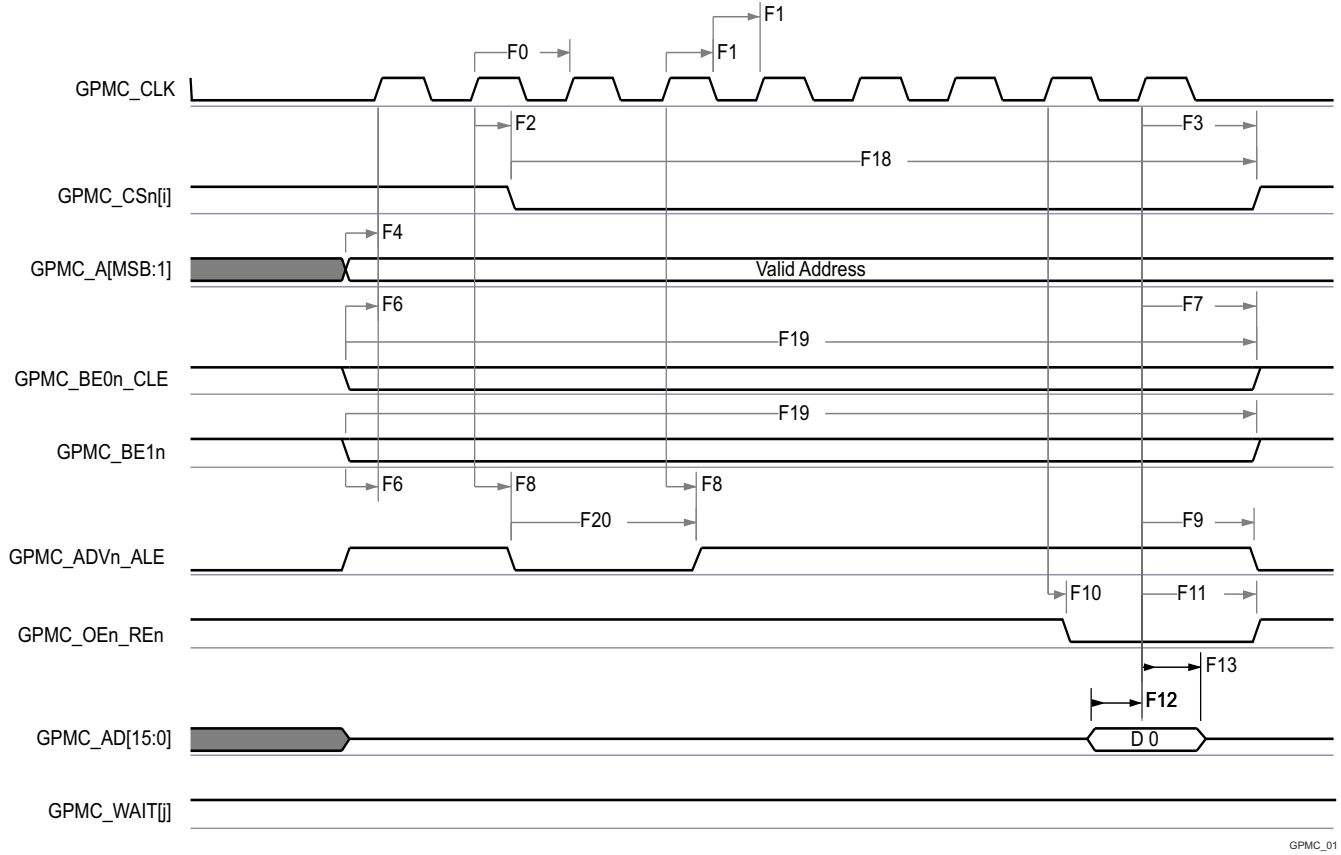 F1
F0
F1
GPMC_CLK
F2
F3
F18
GPMC_CSn[i]
F4
GPMC_A[MSB:1]
Valid Address
F6
F7
F19
GPMC_BE0n_CLE
F19
GPMC_BE1n
F6
F8
F8
F20
F9
GPMC_ADVn_ALE
F10
F11
GPMC_OEn_REn
F13
F12
GPMC_AD[15:0]
D 0
GPMC_WAIT[j]
GPMC_01